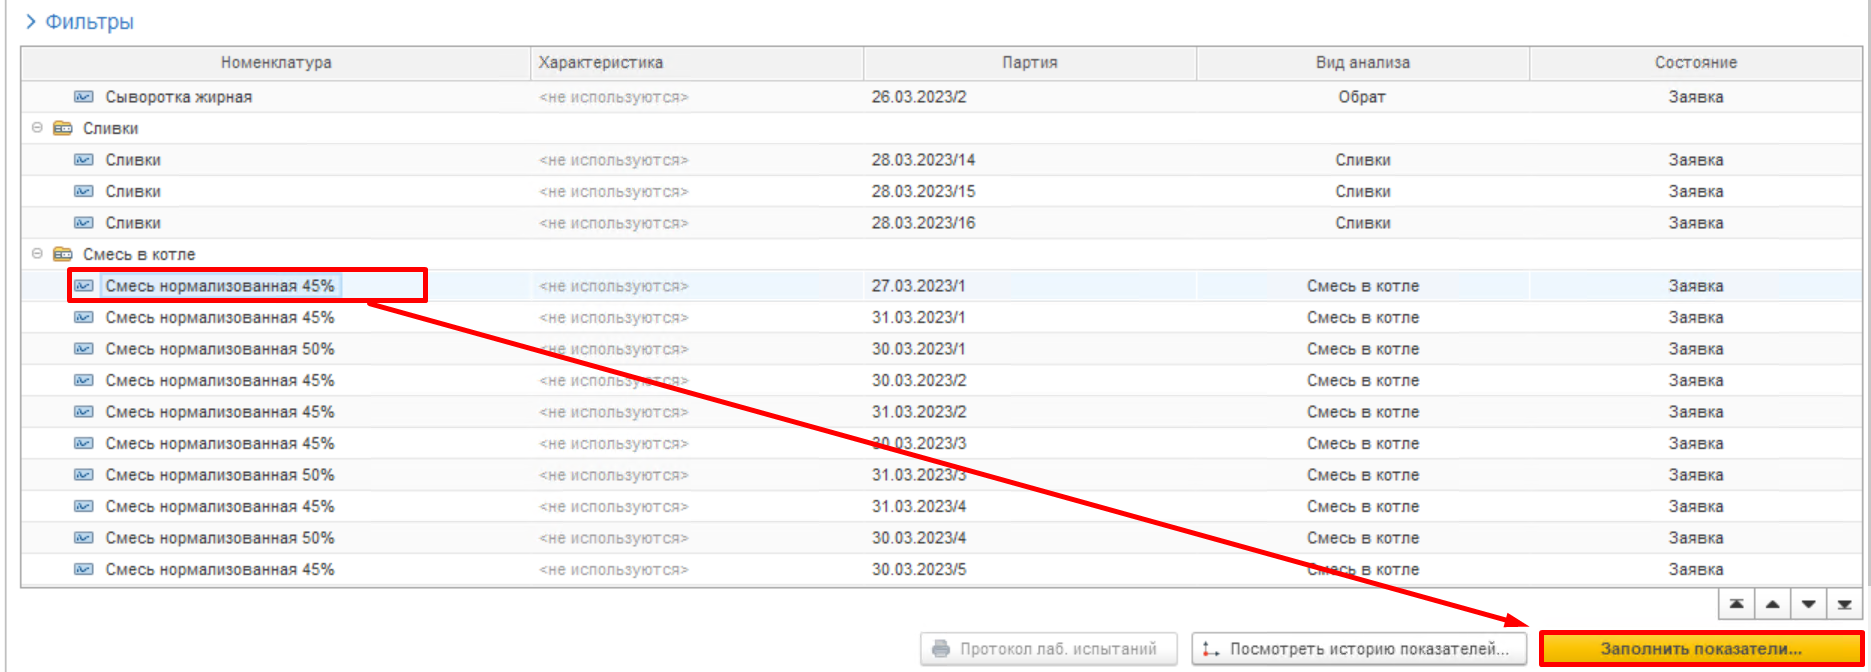 Фильтры
Номенклатура Характеристика Партия Вид анализа Состояние
Сыворотка жирная <не используются> 26.03.2023/2 Обрат Заявка
Сливки
Сливки <не используются> 28.03.2023/14 Сливки Заявка
Сливки <не используются> 28.03.2023/15 Сливки Заявка
Сливки <не используются> 28.03.2023/16 Сливки Заявка
Смесь в котле
Смесь нормализованная 45% <не используются> 27.03.2023/1 Смесь в котле Заявка
Смесь нормализованная 45% <не используются> 31.03.2023/1 Смесь в котле Заявка
Смесь нормализованная 50% <не используются> 30.03.2023/1 Смесь в котле Заявка
Смесь нормализованная 45% <не используются> 30.03.2023/2 Смесь в котле Заявка
Смесь нормализованная 45% <не используются> 31.03.2023/2 Смесь в котле Заявка
Смесь нормализованная 45% <не используются> 30.03.2023/3 Смесь в котле Заявка
Смесь нормализованная 50% <не используются> 31.03.2023/3 Смесь в котле Заявка
Смесь нормализованная 45% <не используются> 31.03.2023/4 Смесь в котле Заявка
Смесь нормализованная 50% <не используются> 30.03.2023/4 Смесь в котле Заявка
Смесь нормализованная 45% <не используются> 30.03.2023/5 Смесь в котле Заявка
Протокол лаб. испытаний Посмотреть историю показателей... Заполнить показатели...